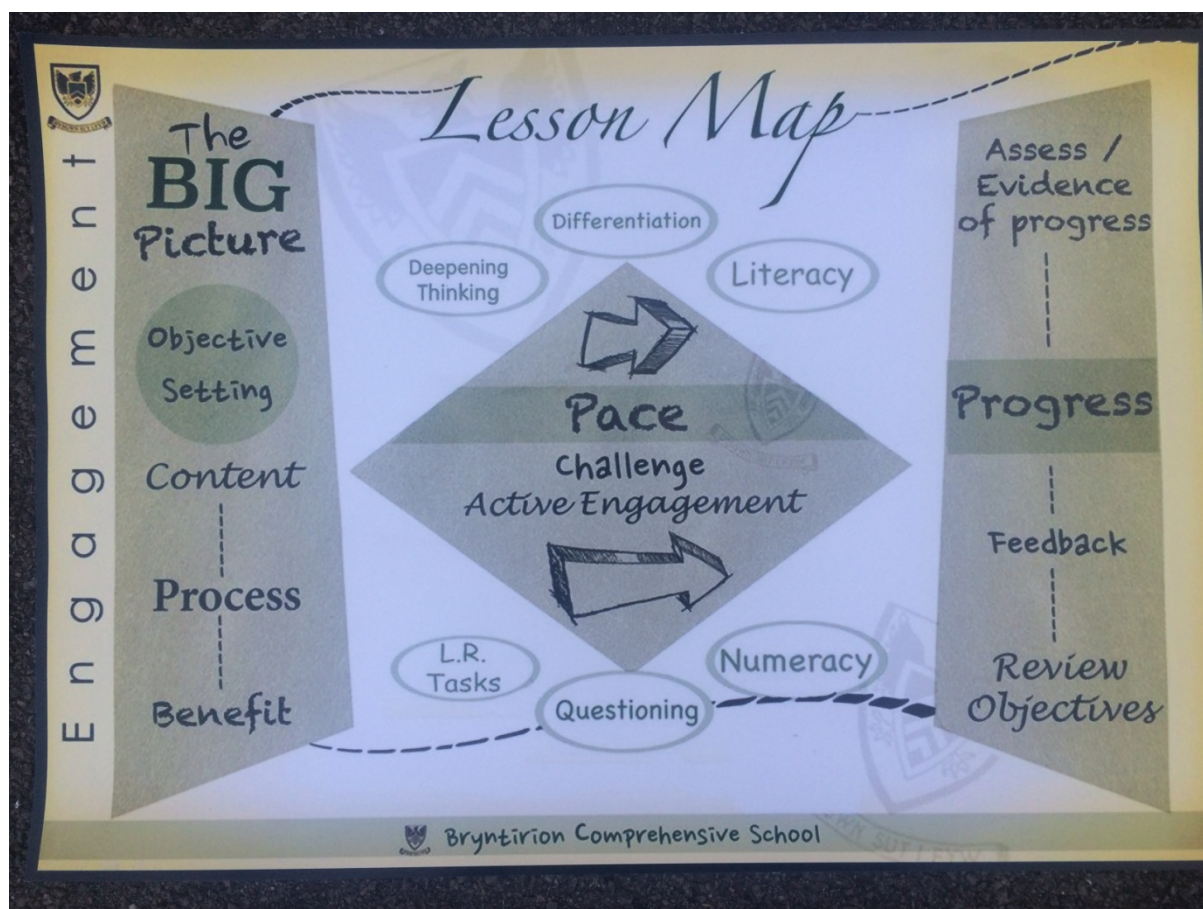 Lesson Map
Engagement
The
BIG
Picture
Objective
Setting
Content
Process
Benefit
Differentiation
Deepening
Thinking
Literacy
Pace
Challenge
Active Engagement
L.R.
Tasks
Questioning
Numeracy
Assess /
Evidence
of progress
Progress
Feedback
Review
Objectives
Bryntirion Comprehensive School